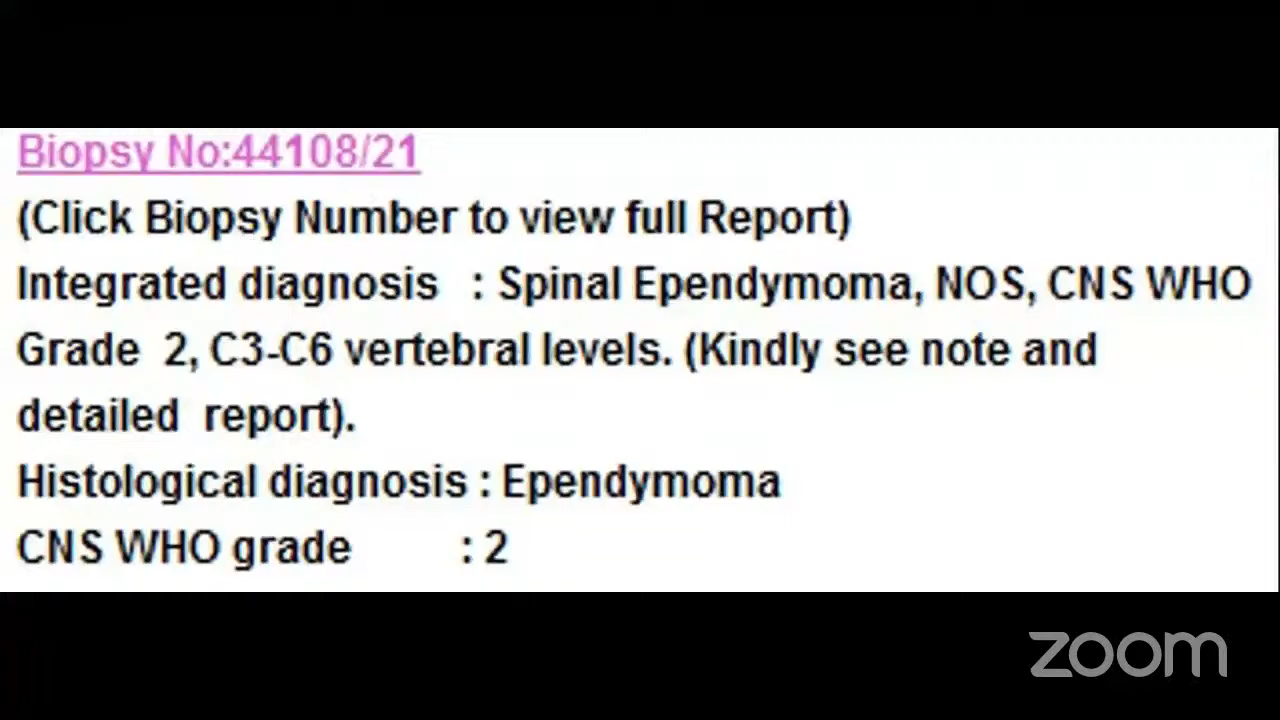 Biopsy No:44108/21
(Click Biopsy Number to view full Report)
Integrated diagnosis : Spinal Ependymoma, NOS, CNS WHO
Grade 2, C3-C6 vertebral levels. (Kindly see note and
detailed report).
Histological diagnosis : Ependymoma
CNS WHO grade : 2
zoom